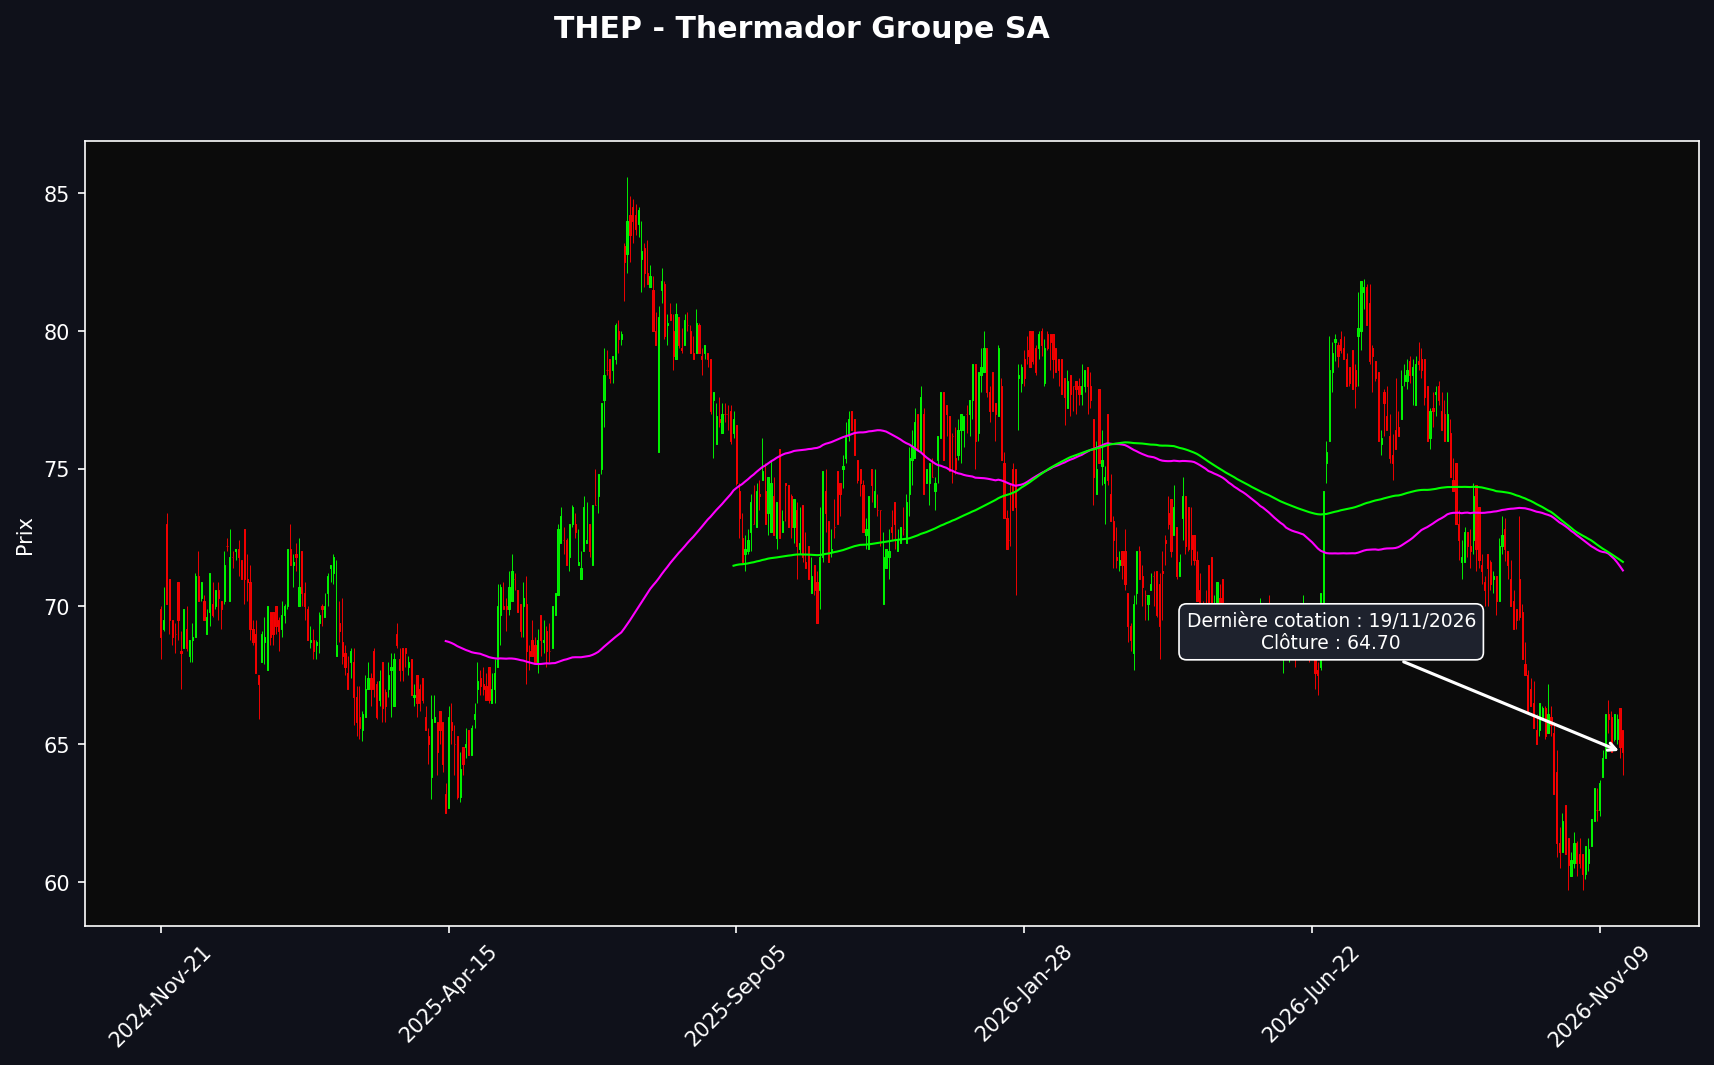 THEP - Thermador Groupe SA
Prix
85
80
75
70
65
60
Dernière cotation : 19/11/2026
Clôture : 64.70
2024-Nov-21
2025-Apr-15
2025-Sep-05
2026-Jan-28
2026-Jun-22
2026-Nov-09